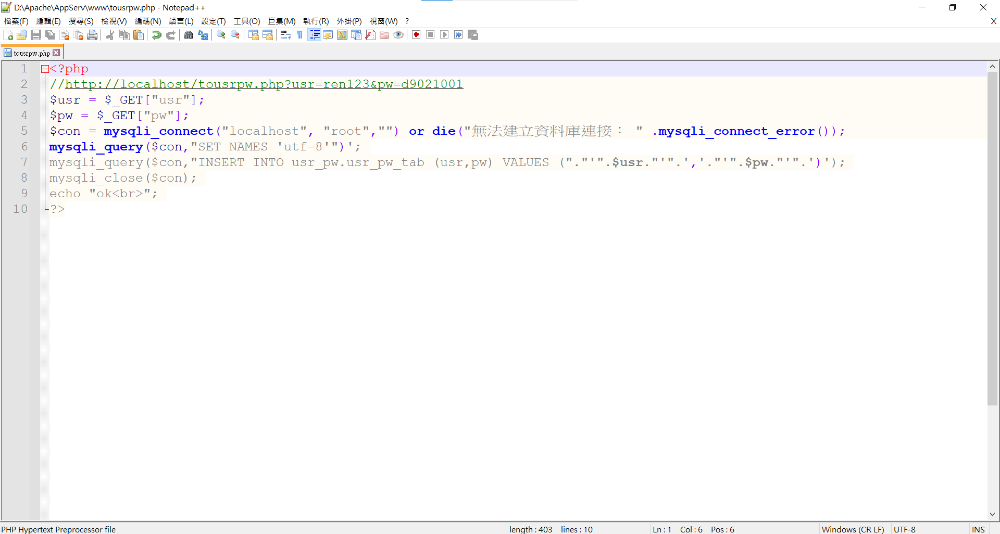 D:\Apache\AppServ\www\tousrpw.php - Notepad++
檔案(F) 編輯(E) 搜尋(S) 檢視(V) 編碼(N) 語言(L) 設定(T) 工具(O) 巨集(M) 執行(R) 外掛(P) 視窗(W) ? X
tousrpw.php
1 <?php
2 //http://localhost/tousrpw.php?usr=ren123&pw=d9021001
3 $usr = $_GET["usr"];
4 $pw = $_GET["pw"];
5 $con = mysqli_connect("localhost", "root","") or die("無法建立資料庫連接： " .mysqli_connect_error());
6 mysqli_query($con,"SET NAMES 'utf-8'")';
7 mysqli_query($con,"INSERT INTO usr_pw.usr_pw_tab (usr,pw) VALUES ("."'".$usr."'".','."'".$pw."'".')');
8 mysqli_close($con);
9 echo "ok<br>";
10 ?>
PHP Hypertext Preprocessor file length : 403 lines : 10 Ln : 1 Col : 6 Pos : 6 Windows (CR LF) UTF-8 INS